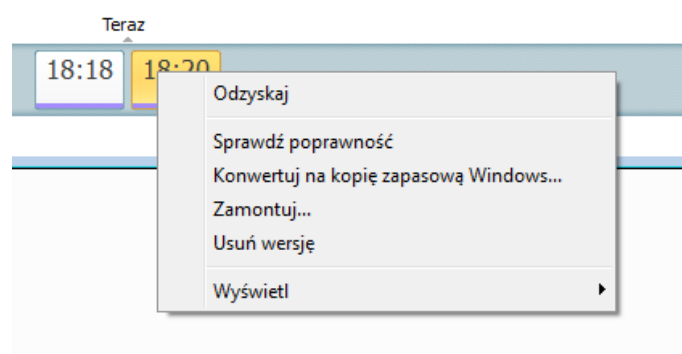 Teraz
18:18
18:20
Odzyskaj
Sprawdź poprawność
Konwertuj na kopię zapasową Windows...
Zamontuj...
Usuń wersję
Wyświetl